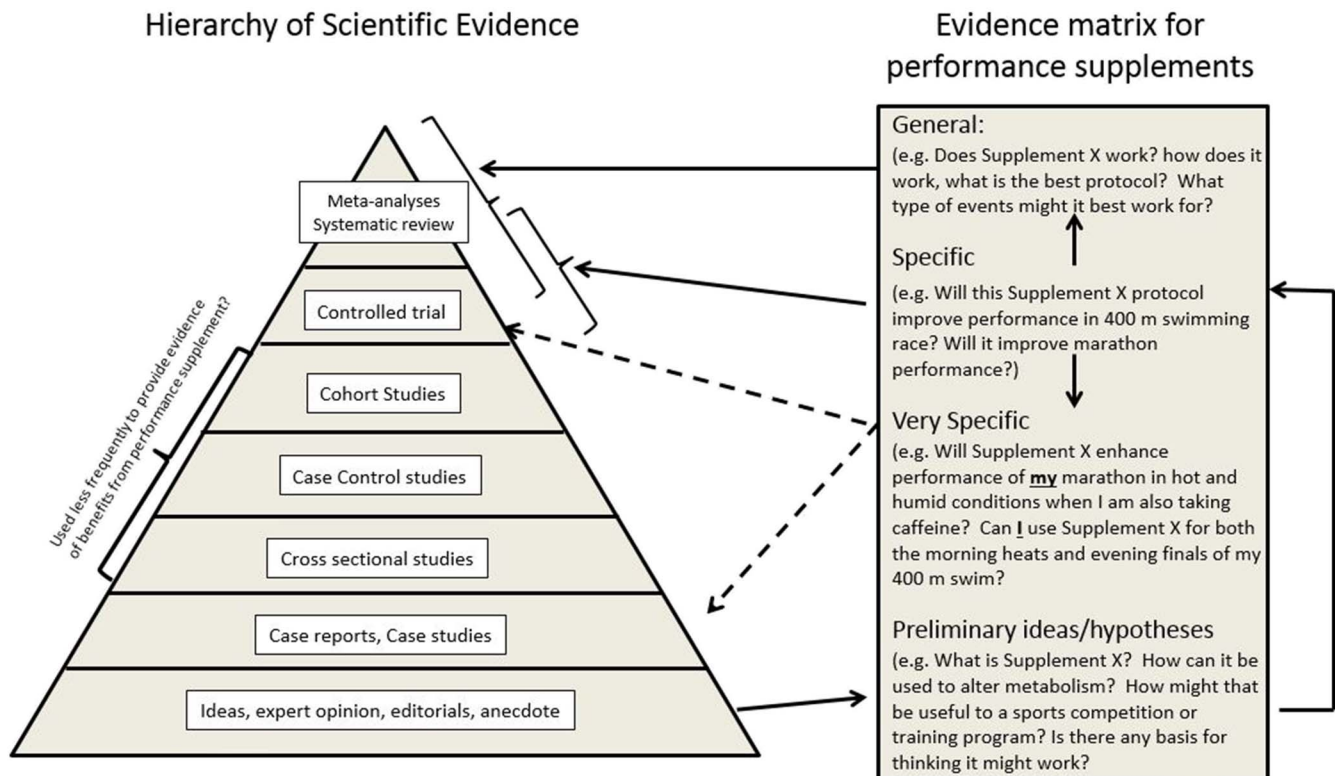 Hierarchy of Scientific Evidence
Meta-analyses
Systematic review
Controlled trial
Cohort Studies
Case Control studies
Cross sectional studies
Case reports, Case studies
Ideas, expert opinion, editorials, anecdote
Used less frequently to provide evidence
of benefits from performance supplement?
Evidence matrix for
performance supplements
General:
(e.g. Does Supplement X work? how does it
work, what is the best protocol? What
type of events might it best work for?
Specific
(e.g. Will this Supplement X protocol
improve performance in 400 m swimming
race? Will it improve marathon
performance?)
Very Specific
(e.g. Will Supplement X enhance
performance of my marathon in hot and
humid conditions when I am also taking
caffeine? Can I use Supplement X for both
the morning heats and evening finals of my
400 m swim?
Preliminary ideas/hypotheses
(e.g. What is Supplement X? How can it be
used to alter metabolism? How might that
be useful to a sports competition or
training program? Is there any basis for
thinking it might work?